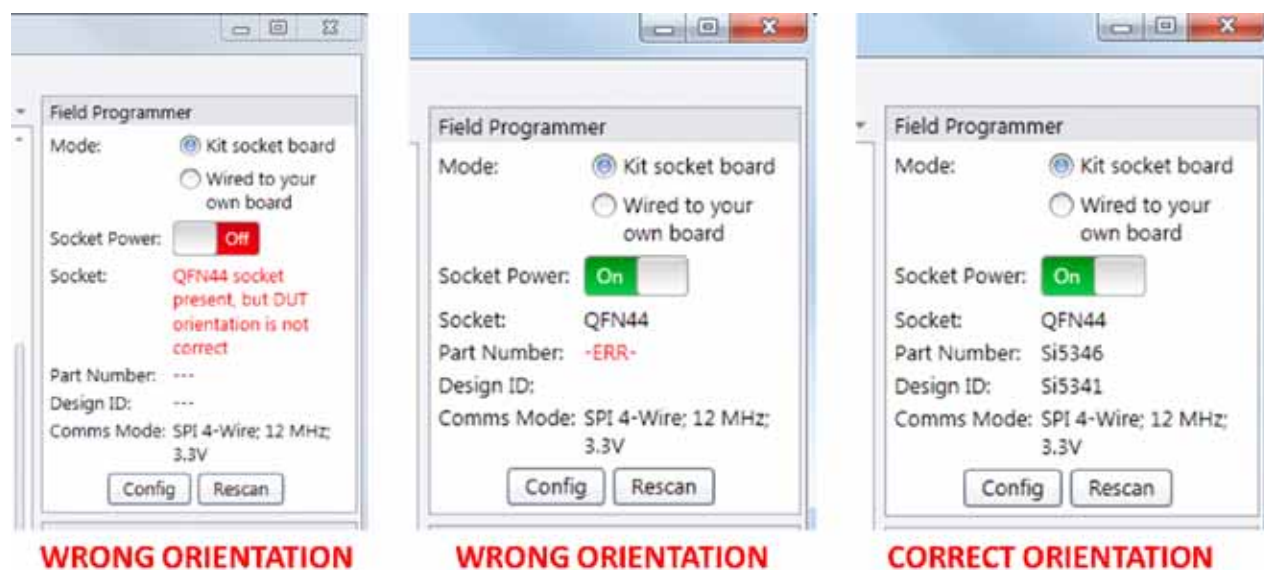 Field Programmer
Mode:
Kit socket board
Wired to your
own board
Socket Power:
Off
Socket:
QFN44 socket
present, but DUT
orientation is not
correct
Part Number: ---
Design ID: ---
Comms Mode: SPI 4-Wire; 12 MHz;
3.3V
Config
Rescan
WRONG ORIENTATION
Field Programmer
Mode:
Kit socket board
Wired to your
own board
Socket Power:
On
Socket: QFN44
Part Number: -ERR-
Design ID:
Comms Mode: SPI 4-Wire; 12 MHz;
3.3V
Config
Rescan
WRONG ORIENTATION
Field Programmer
Mode:
Kit socket board
Wired to your
own board
Socket Power:
On
Socket: QFN44
Part Number: Si5346
Design ID: Si5341
Comms Mode: SPI 4-Wire; 12 MHz;
3.3V
Config
Rescan
CORRECT ORIENTATION